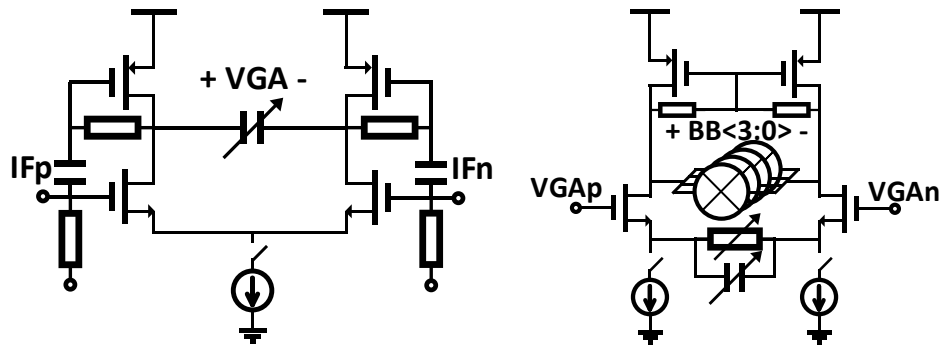 + VGA -
IFp
IFn
+ BB<3:0> -
VGAp
VGAn